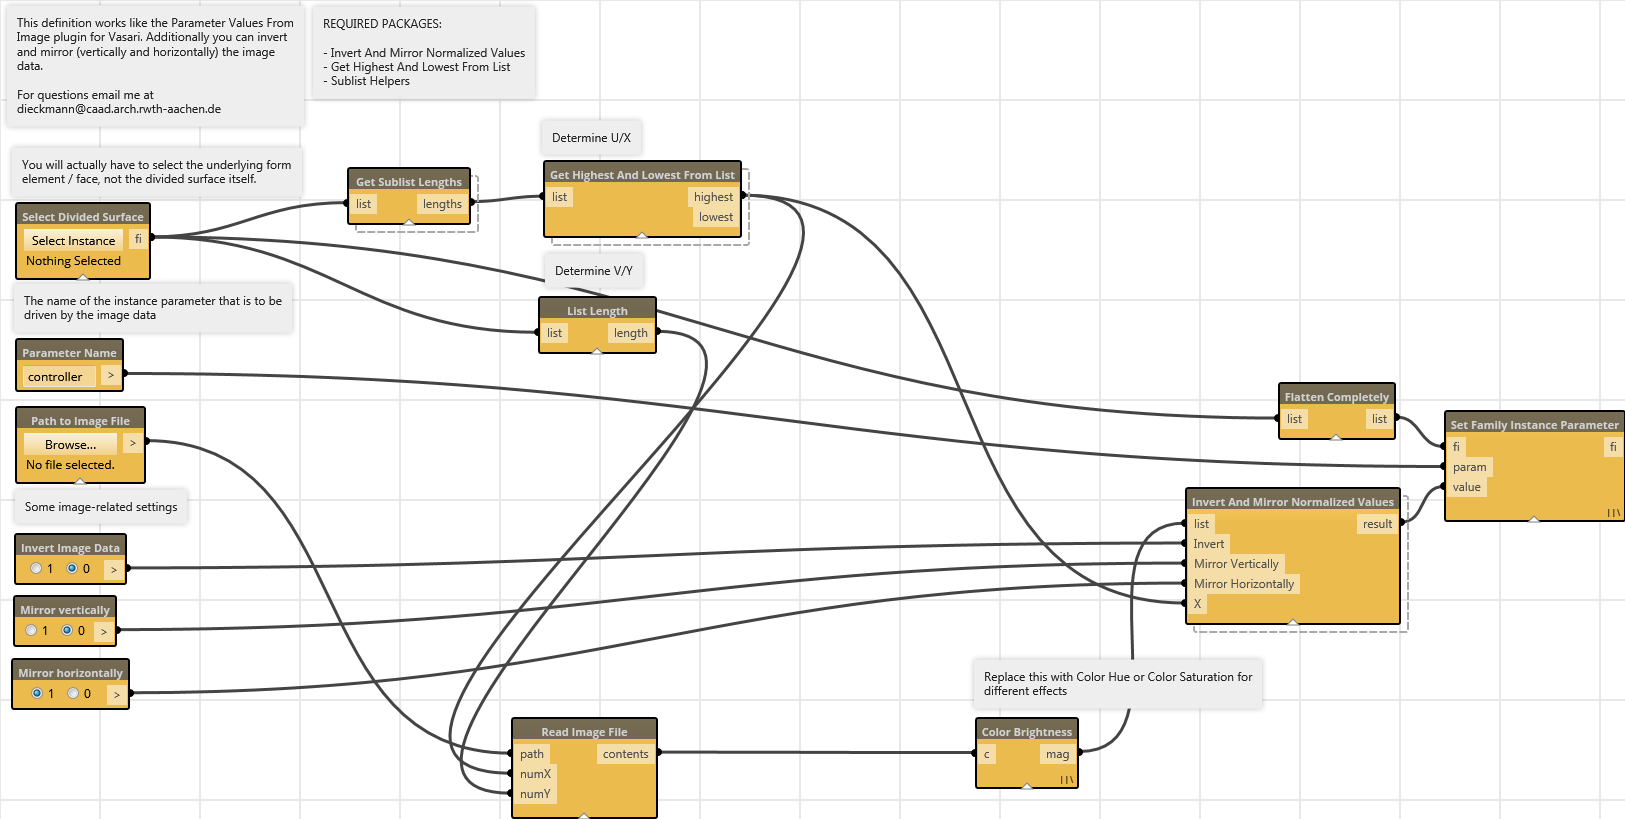 This definition works like the Parameter Values From
Image plugin for Vasari. Additionally you can invert
and mirror (vertically and horizontally) the image
data.
For questions email me at
dieckmann@caad.arch.rwth-aachen.de
REQUIRED PACKAGES:
- Invert And Mirror Normalized Values
- Get Highest And Lowest From List
- Sublist Helpers
You will actually have to select the underlying form
element / face, not the divided surface itself.
Select Divided Surface
Select Instance
fi
Nothing Selected
Get Sublist Lengths
list
lengths
Determine U/X
Get Highest And Lowest From List
list
highest
lowest
Determine V/Y
List Length
list
length
The name of the instance parameter that is to be
driven by the image data
Parameter Name
controller
>
Path to Image File
Browse...
>
No file selected.
Some image-related settings
Invert Image Data
1
0
>
Mirror vertically
1
0
>
Mirror horizontally
1
0
>
Read Image File
path
contents
numX
numY
Replace this with Color Hue or Color Saturation for
different effects
Color Brightness
c
mag
Invert And Mirror Normalized Values
list
result
Invert
Mirror Vertically
Mirror Horizontally
X
Flatten Completely
list
list
Set Family Instance Parameter
fi
fi
param
value